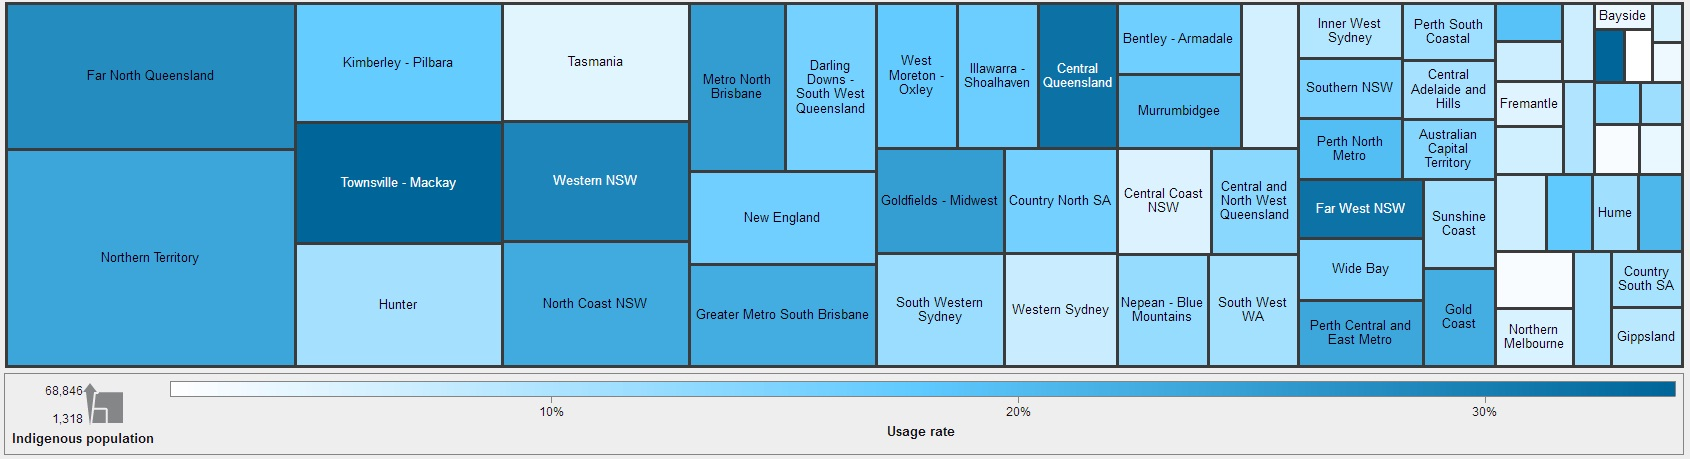 Far North Queensland
Northern Territory
Kimberley - Pilbara
Townsville - Mackay
Hunter
Tasmania
Western NSW
North Coast NSW
Metro North
Brisbane
Darling
Downs -
South West
Queensland
New England
Greater Metro South Brisbane
West
Moreton -
Oxley
Illawarra -
Shoalhaven
Central
Queensland
Goldfields - Midwest
Country North SA
South Western
Sydney
Western Sydney
Bentley - Armadale
Murrumbidgee
Central Coast
NSW
Central and
North West
Queensland
Nepean - Blue
Mountains
South West
WA
Inner West
Sydney
Southern NSW
Perth North
Metro
Perth South
Coastal
Central
Adelaide and
Hills
Australian
Capital
Territory
Far West NSW
Wide Bay
Perth Central and
East Metro
Sunshine
Coast
Gold
Coast
Bayside
Fremantle
Hume
Northern
Melbourne
Country
South SA
Gippsland
68,846
1,318
Indigenous population
10%
20%
30%
Usage rate